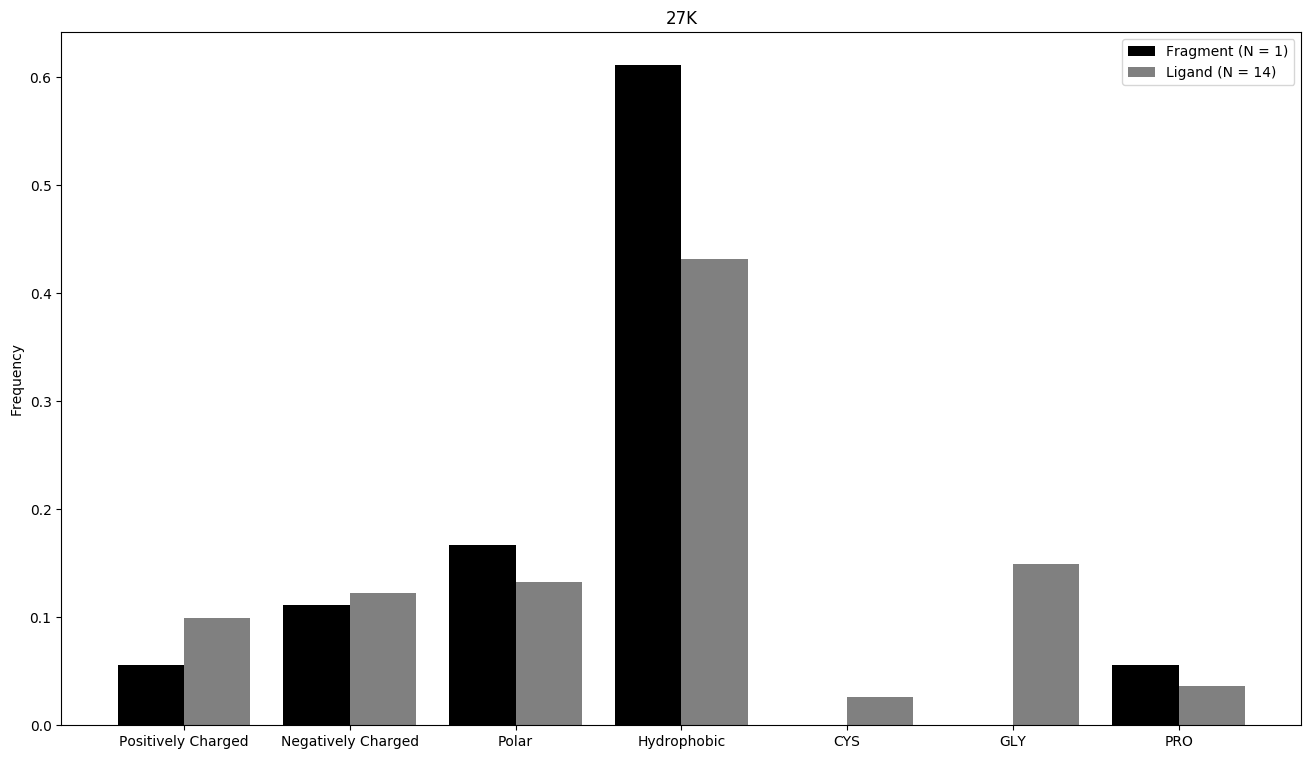 27K
Fragment (N = 1)
Ligand (N = 14)
Frequency
0.6
0.5
0.4
0.3
0.2
0.1
0.0
Positively Charged Negatively Charged Polar Hydrophobic CYS GLY PRO